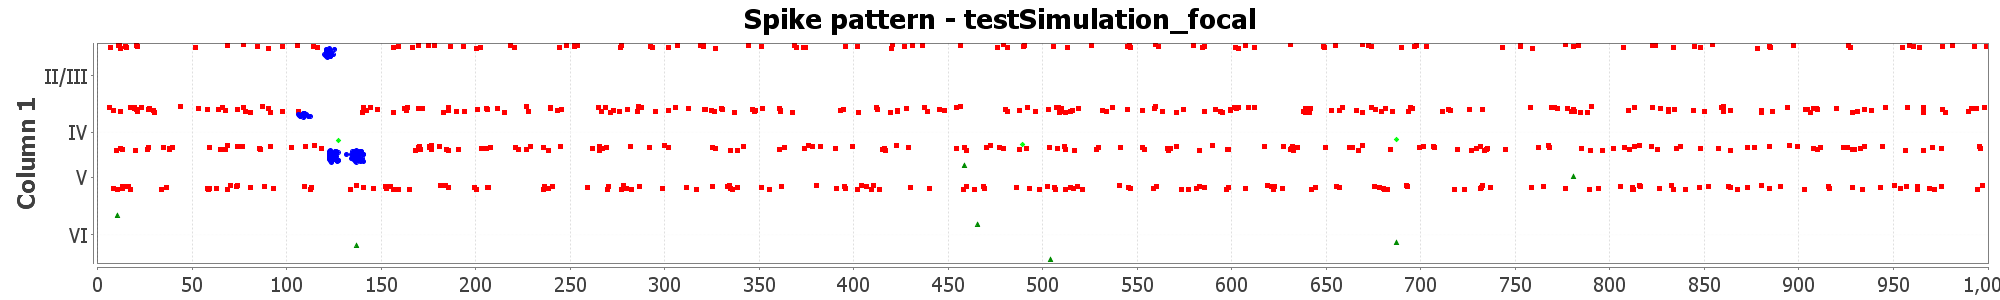 Spike pattern - testSimulation_focal
Column 1
II/III
IV
V
VI
0 50 100 150 200 250 300 350 400 450 500 550 600 650 700 750 800 850 900 950 1,00